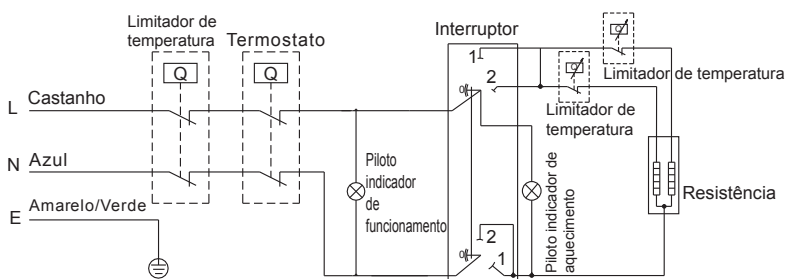 Limitador de
temperatura
Termostato
Interruptor
Q
Q
Q
Q
1
2
Limitador de temperatura
Limitador de
temperatura
L
Castanho
N
Azul
E
Amarelo/Verde
Piloto
indicador
de
funcionamento
Piloto indicador de
aquecimento
Resistência
2
1